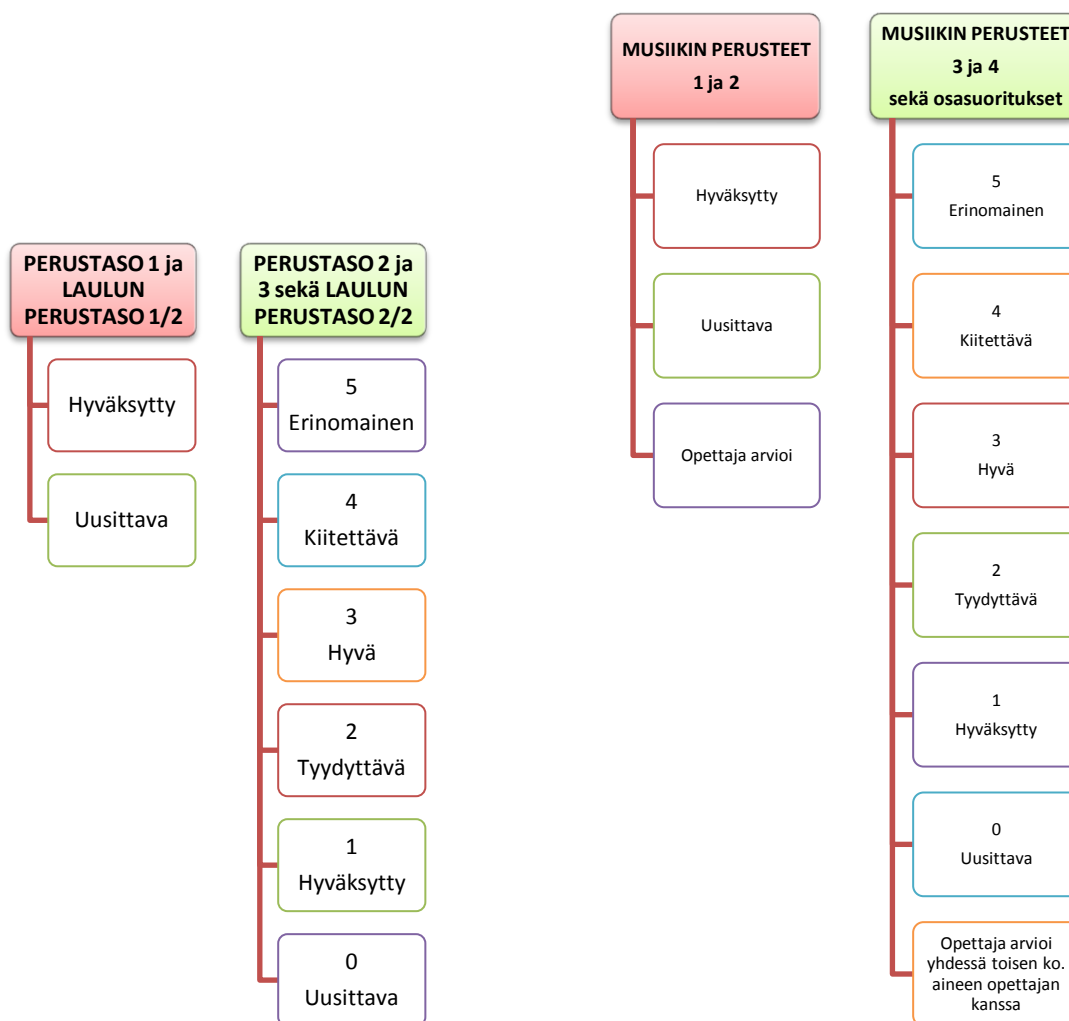 PERUSTASO 1 ja
LAULUN
PERUSTASO 1/2
Hyväksytty
Uusittava
PERUSTASO 2 ja
3 sekä LAULUN
PERUSTASO 2/2
5
Erinomainen
4
Kiitettävä
3
Hyvä
2
Tyydyttävä
1
Hyväksytty
0
Uusittava
MUSIIKIN PERUSTEET
1 ja 2
Hyväksytty
Uusittava
Opettaja arvioi
MUSIIKIN PERUSTEET
3 ja 4
sekä osasuoritukset
5
Erinomainen
4
Kiitettävä
3
Hyvä
2
Tyydyttävä
1
Hyväksytty
0
Uusittava
Opettaja arvioi
yhdessä toisen ko.
aineen opettajan
kanssa